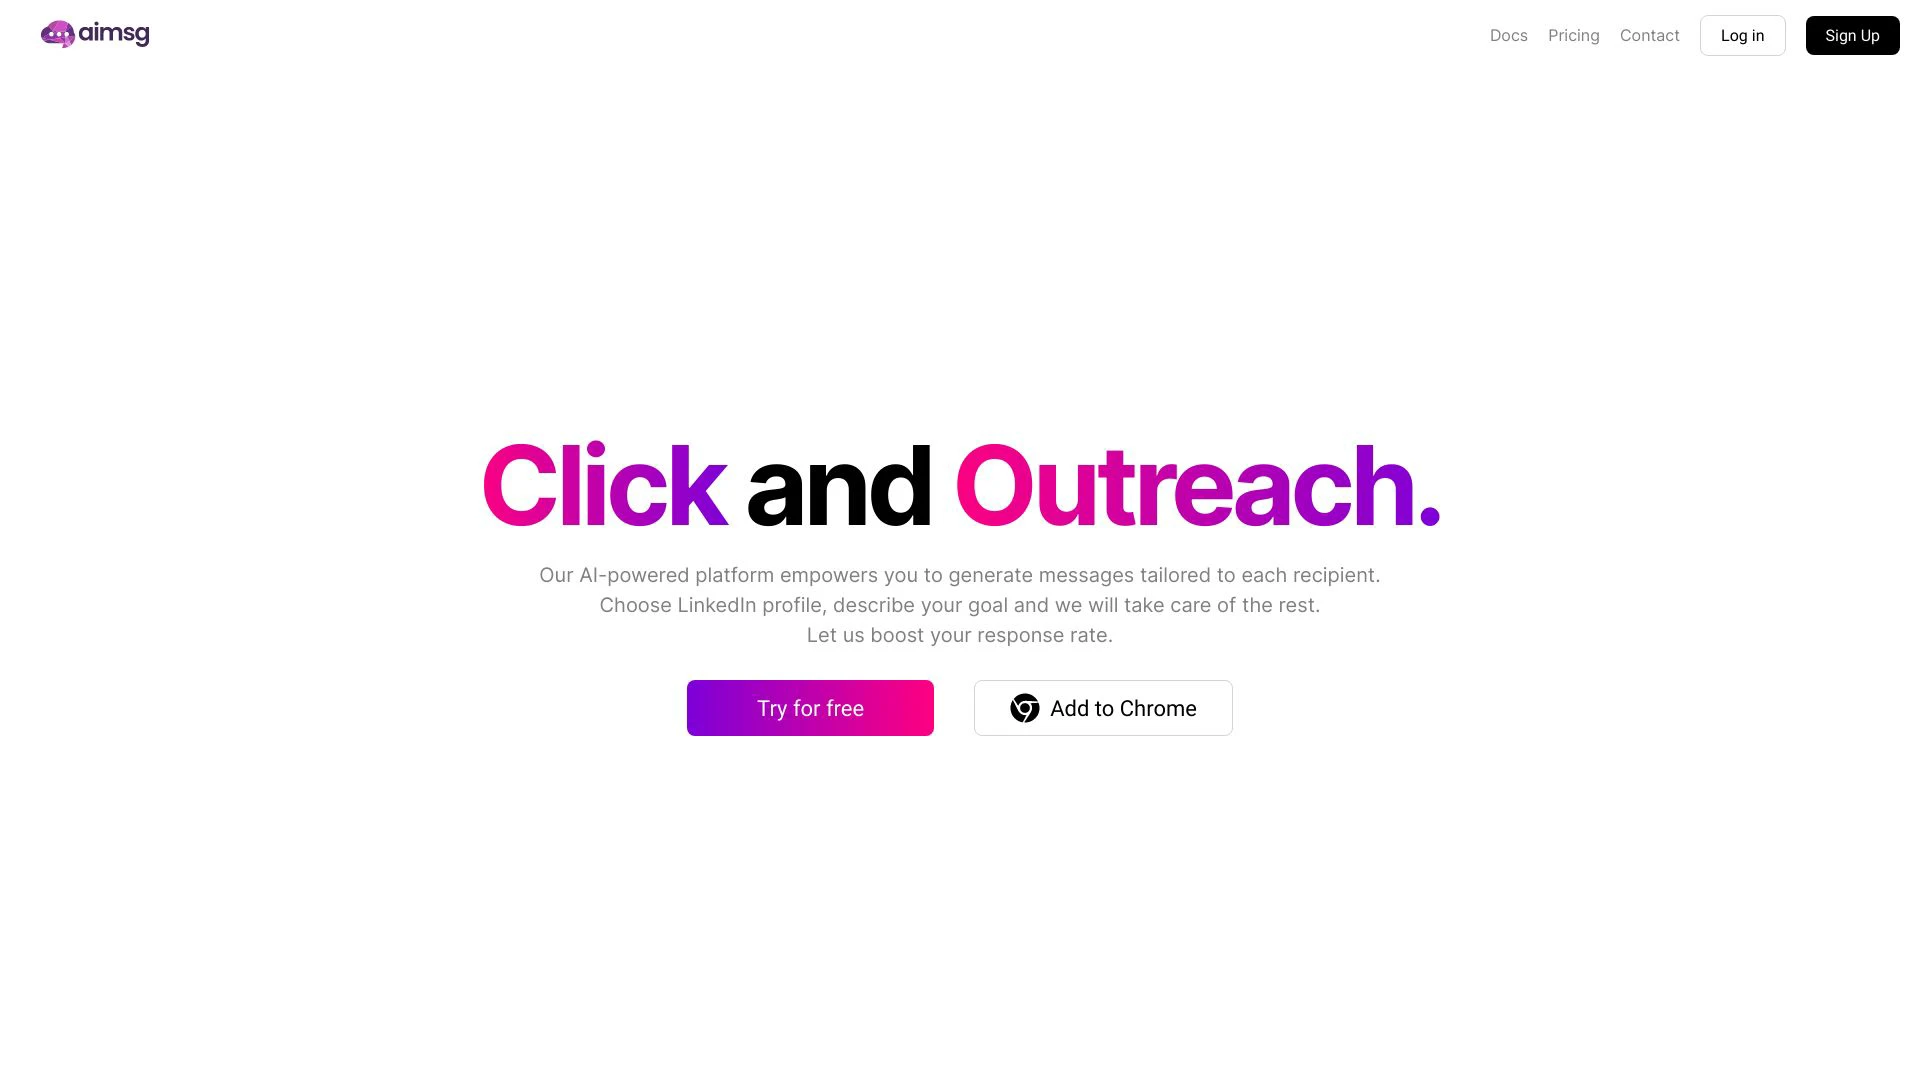 aimsg
Docs
Pricing
Contact
Log in
Sign Up
Click and Outreach.
Our AI-powered platform empowers you to generate messages tailored to each recipient.
Choose LinkedIn profile, describe your goal and we will take care of the rest.
Let us boost your response rate.
Try for free
Add to Chrome